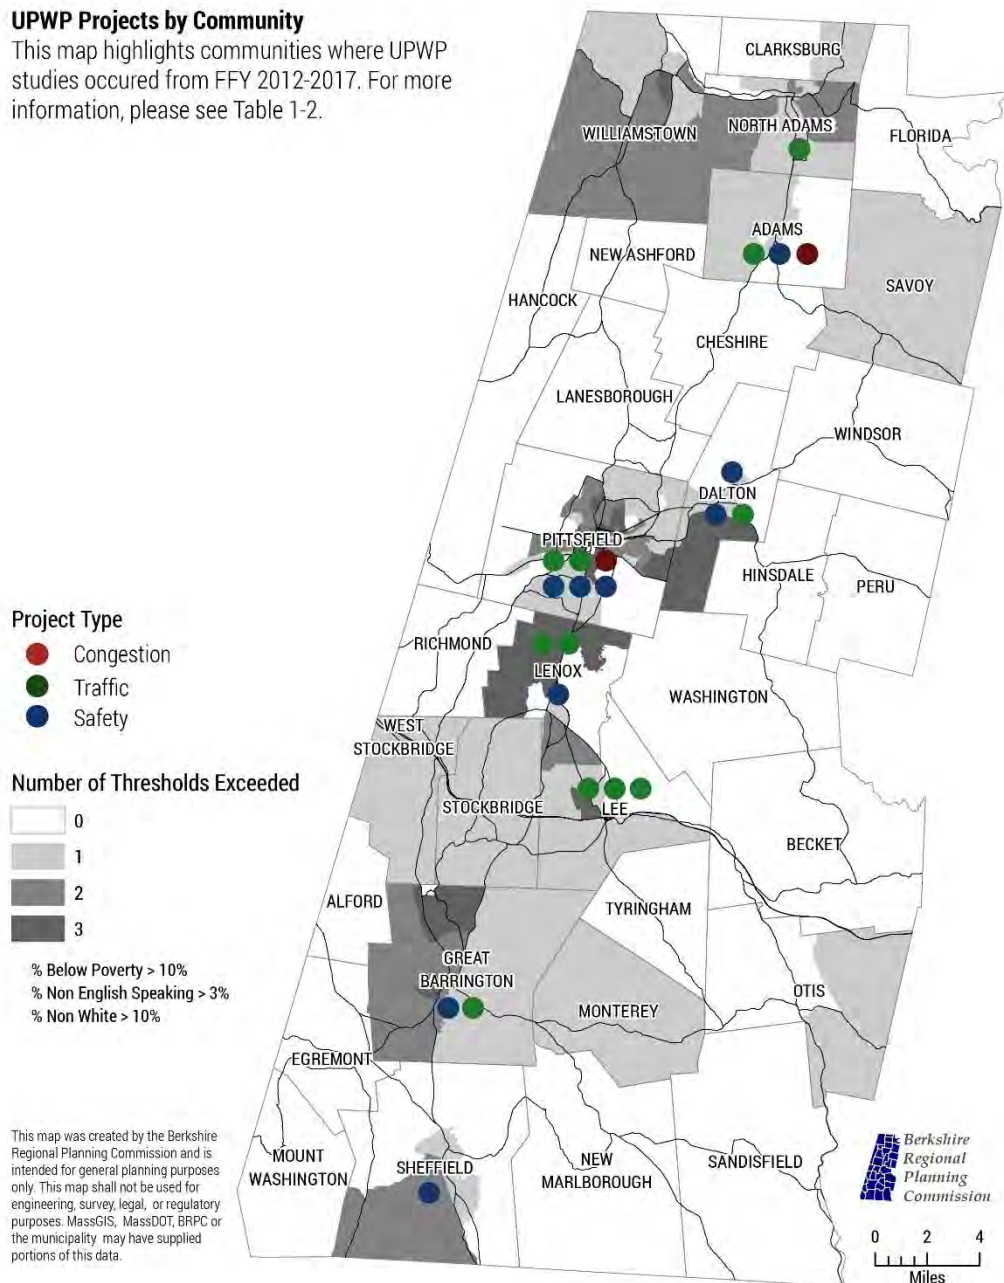 UPWP Projects by Community
This map highlights communities where UPWP
studies occured from FFY 2012-2017. For more
information, please see Table 1-2.
CLARKSBURG
WILLIAMSTOWN
NORTH ADAMS
FLORIDA
ADAMS
NEW ASHFORD
SAVOY
HANCOCK
CHESHIRE
LANESBOROUGH
WINDSOR
DALTON
PITTSFIELD
HINSDALE
PERU
RICHMOND
LENOX
WASHINGTON
WEST
STOCKBRIDGE
STOCKBRIDGE
LEE
BECKET
ALFORD
TYRINGHAM
GREAT
BARRINGTON
OTIS
MONTEREY
EGREMONT
MOUNT
WASHINGTON
SHEFFIELD
NEW
MARLBOROUGH
SANDISFIELD
Project Type
Congestion
Traffic
Safety
Number of Thresholds Exceeded
0
1
2
3
% Below Poverty > 10%
% Non English Speaking > 3%
% Non White > 10%
This map was created by the Berkshire
Regional Planning Commission and is
intended for general planning purposes
only. This map shall not be used for
engineering, survey, legal, or regulatory
purposes. MassGIS, MassDOT, BRPC or
the municipality may have supplied
portions of this data.
Berkshire
Regional
Planning
Commission
0 2 4
Miles